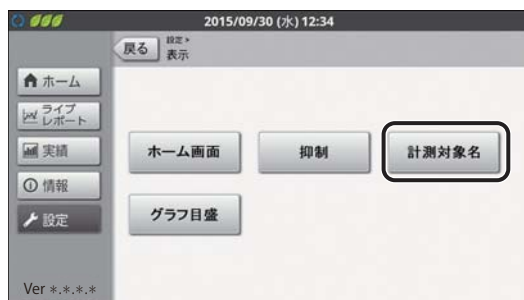 2015/09/30 (水) 12:34
戻る
設定▸
表示
ホーム
ライブ
レポート
実績
情報
設定
ホーム画面
抑制
計測対象名
グラフ目盛
Ver *.*.*.*